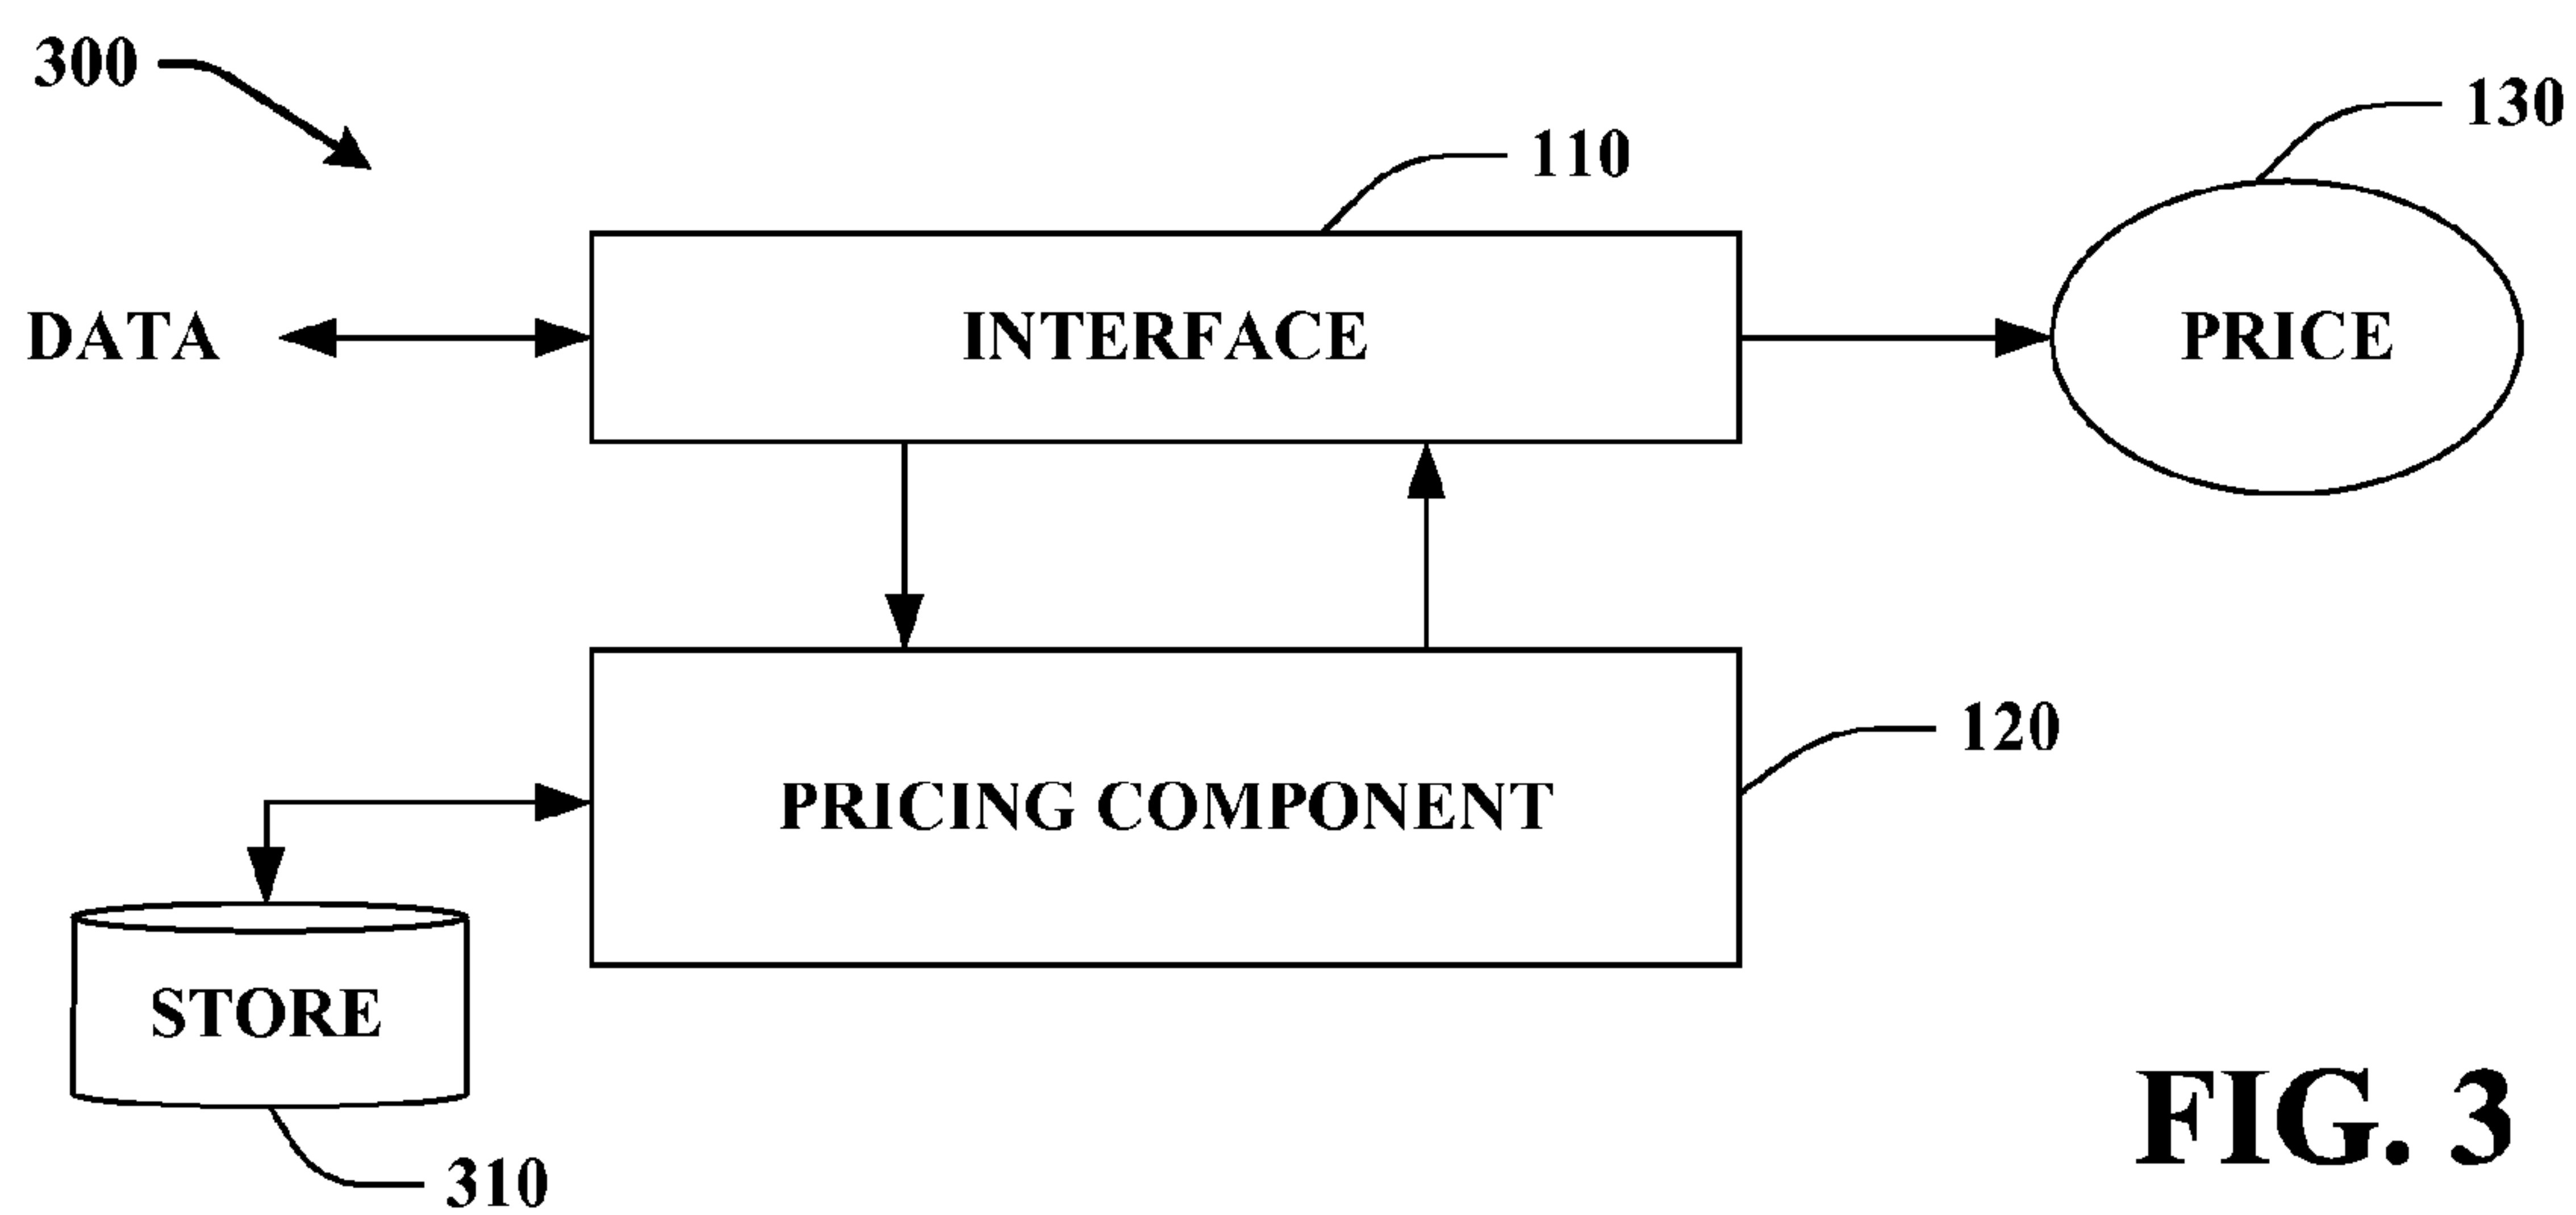 300
130
110
DATA
INTERFACE
PRICE
120
PRICING COMPONENT
STORE
310
FIG. 3